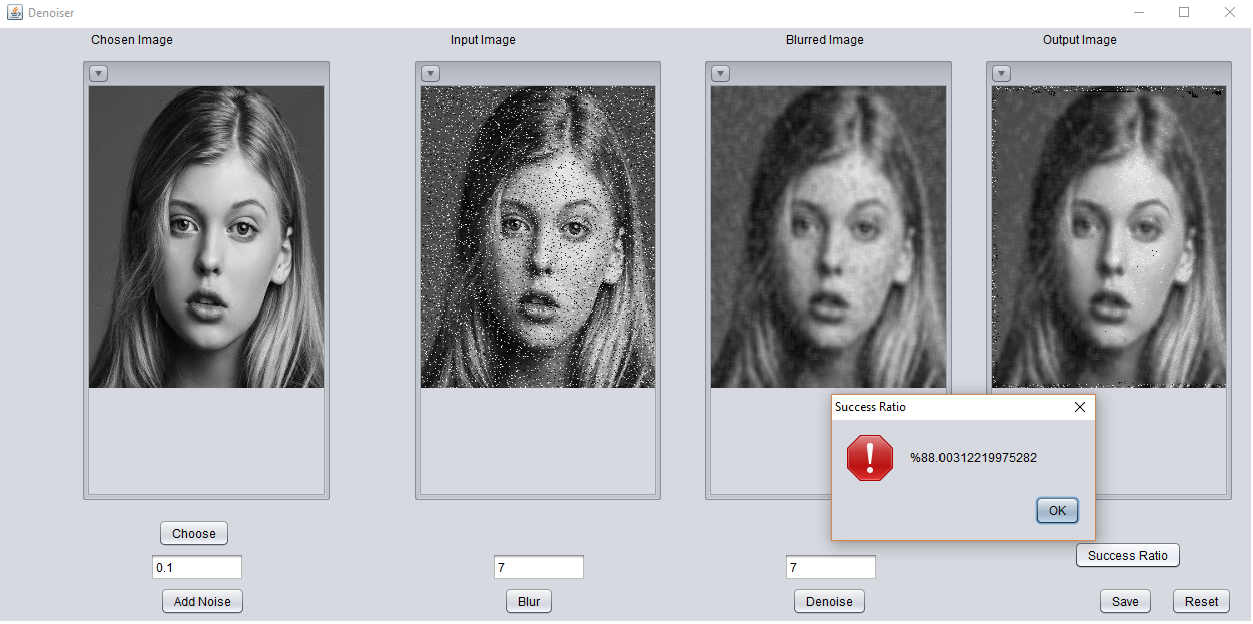 Denoiser
Chosen Image
Input Image
Blurred Image
Output Image
Success Ratio
%88.00312219975282
OK
Choose
0.1
7
7
Success Ratio
Add Noise
Blur
Denoise
Save
Reset